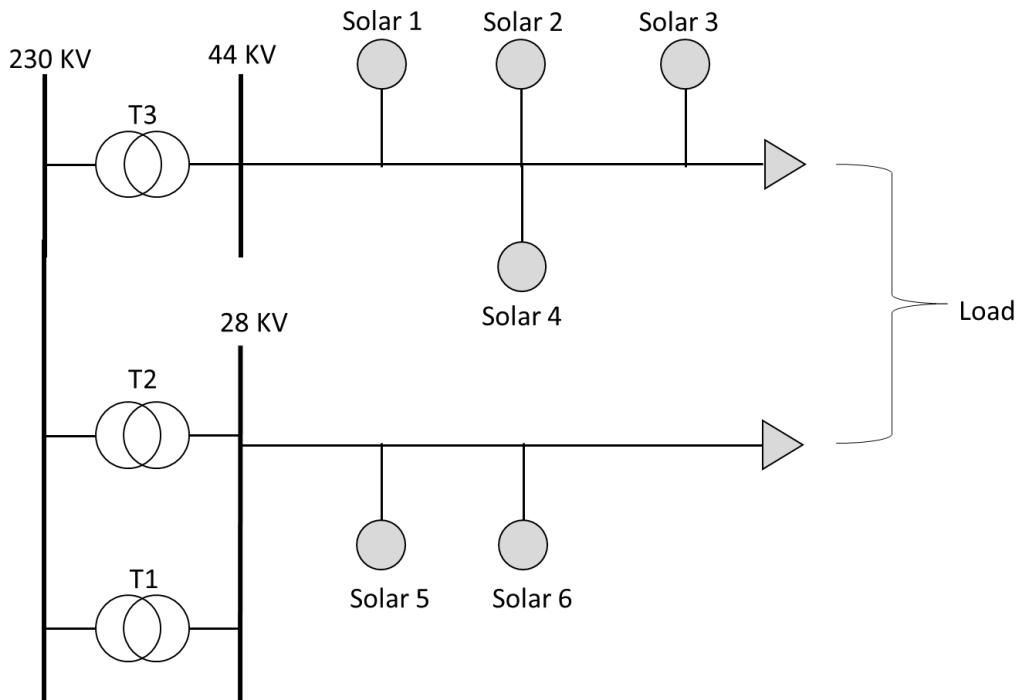 Solar 1
Solar 2
Solar 3
230 KV
44 KV
T3
Solar 4
Load
28 KV
T2
T1
Solar 5
Solar 6